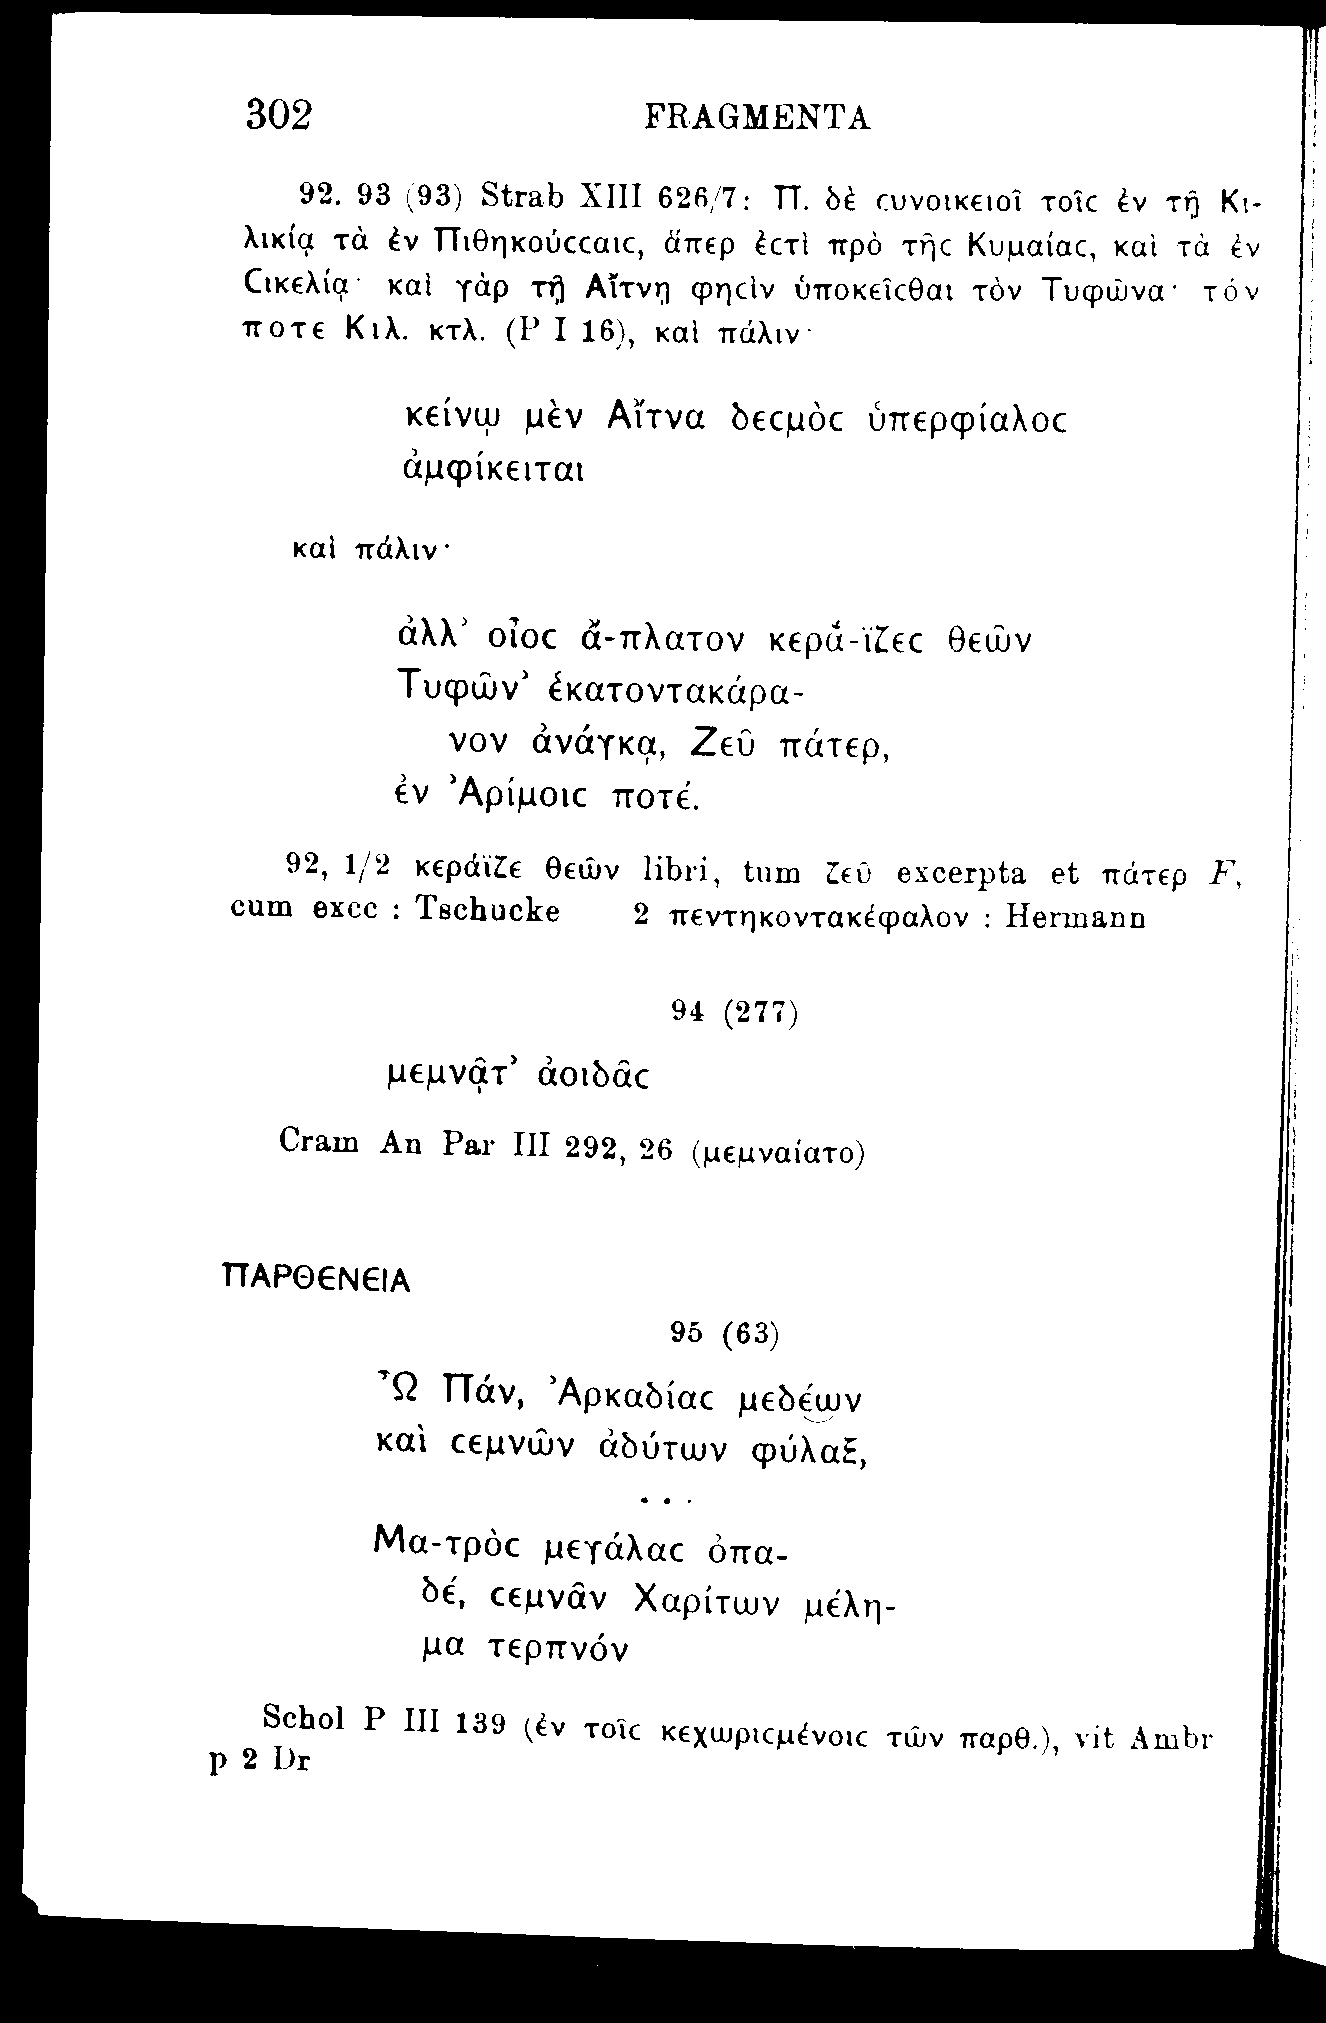 302 FRAGMENTA
92. 93 (93) Strab XIII 626/7: Π. δὲ ϲυνοικειοῖ τοῖϲ ἐν τῇ Κι-
λικίᾳ τὰ ἐν Πιθηκούϲϲαιϲ, ἅπερ ἐϲτὶ πρὸ τῆϲ Κυμαίαϲ, καὶ τὰ ἐν
Ϲικελίᾳ· καὶ γὰρ τῇ Αἴτνῃ φηϲὶν ὑποκεῖϲθαι τὸν Τυφῶνα· τόν
ποτε Κιλ. κτλ. (P I 16), καὶ πάλιν·
κείνῳ μὲν Αἴτνα δεϲμὸϲ ὑπερφίαλοϲ
ἀμφίκειται
καὶ πάλιν·
ἀλλ’ οἶοϲ ἄ-πλατον κερά-ϊζεϲ θεῶν
Τυφῶν’ ἑκατοντακάρα-
νον ἀνάγκᾳ, Ζεῦ πάτερ,
ἐν Ἀρίμοιϲ ποτέ.
92, 1/2 κεράϊζε θεῶν libri, tum ζεῦ excerpta et πάτερ F,
cum excc : Tschucke 2 πεντηκοντακέφαλον : Hermann
94 (277)
μεμνᾷτ’ ἀοιδᾶϲ
Cram An Par III 292, 26 (μεμναίατο)
ΠΑΡΘΕΝΕΙΑ
95 (63)
Ὦ Πάν, Ἀρκαδίαϲ μεδέων
καὶ ϲεμνῶν ἀδύτων φύλαξ,
. . .
Μα-τρὸϲ μεγάλαϲ ὀπα-
δέ, ϲεμνᾶν Χαρίτων μέλη-
μα τερπνόν
Schol P III 139 (ἐν τοῖϲ κεχωριϲμένοιϲ τῶν παρθ.), vit Ambr
p 2 Dr